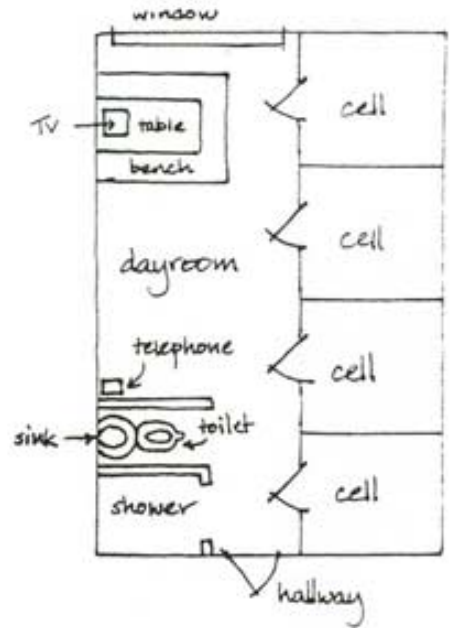 window
cell
TV
table
bench
cell
dayroom
telephone
cell
sink
toilet
cell
shower
hallway